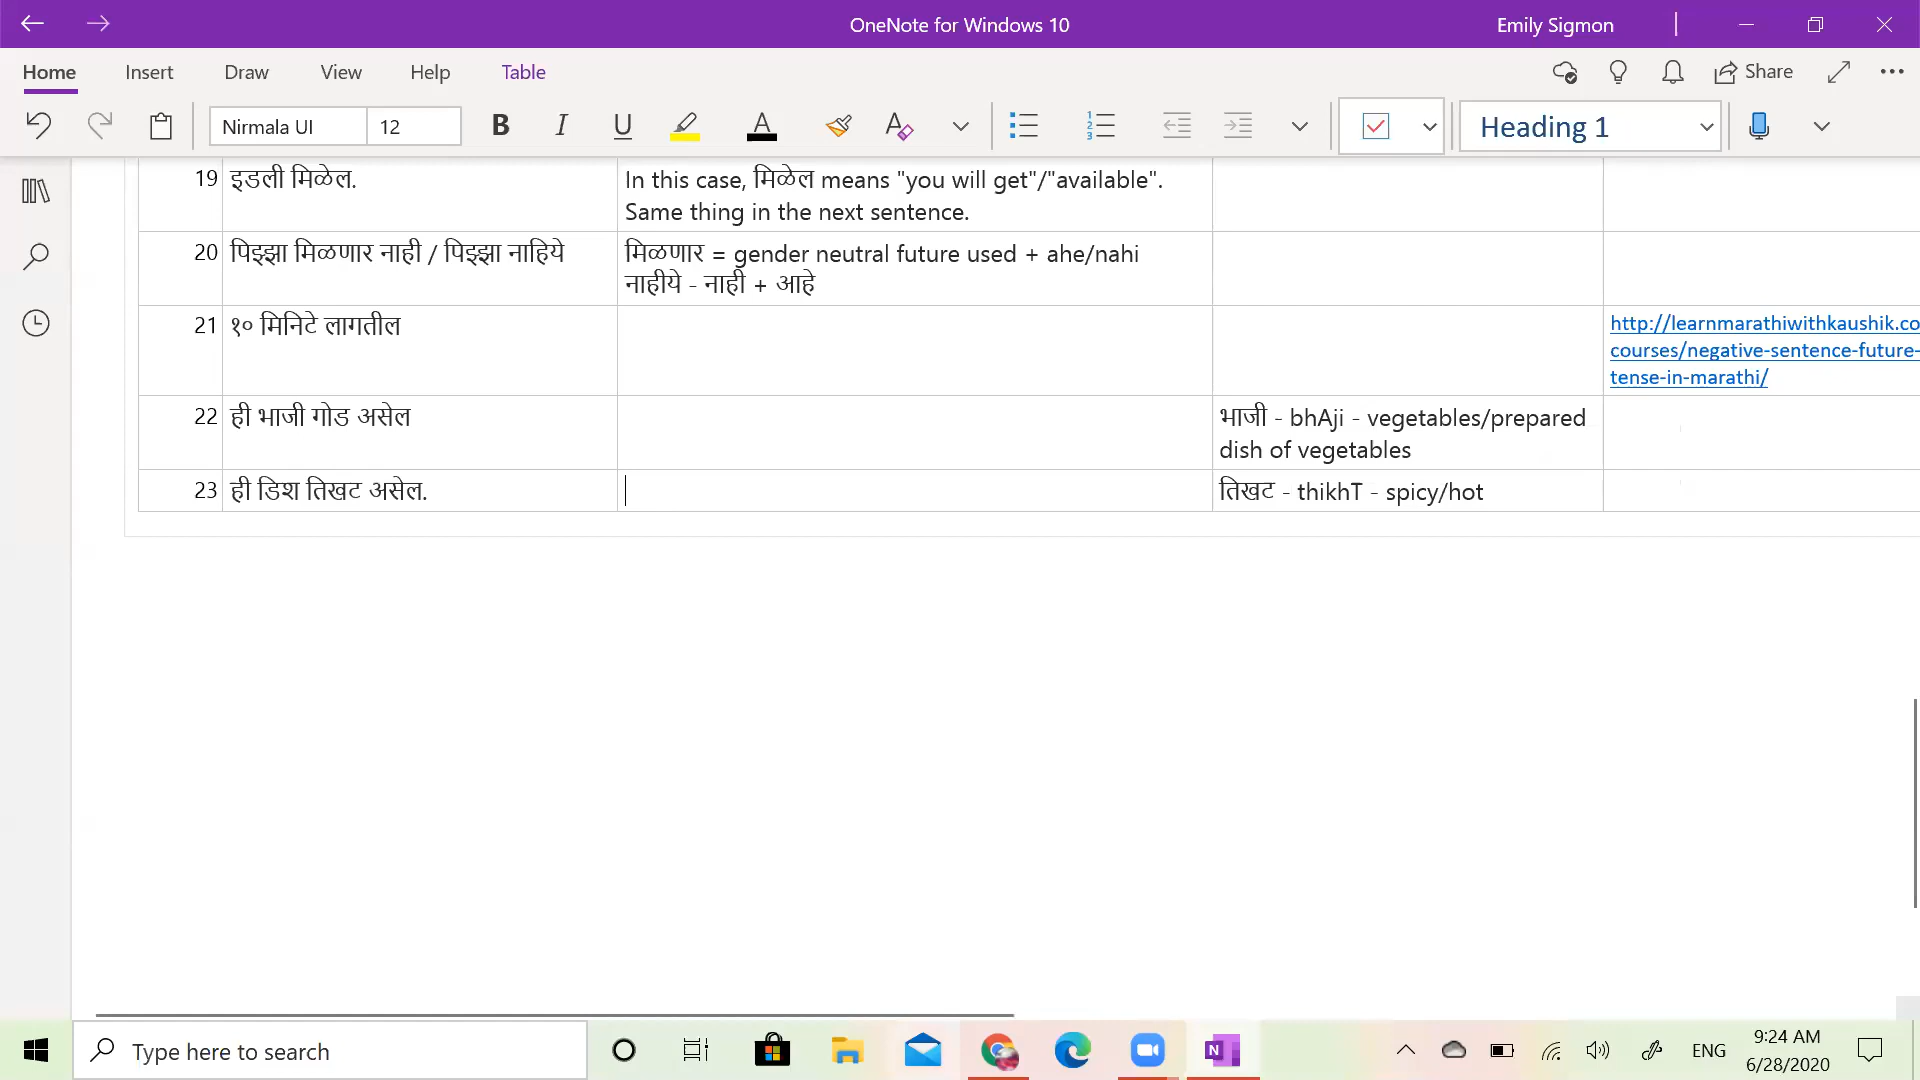 OneNote for Windows 10
Emily Sigmon
Home Insert Draw View Help Table
Share
Nirmala UI 12 B I U A A Heading 1
19 इडली मिळेल. In this case, मिळेल means "you will get"/"available".
Same thing in the next sentence.
20 पिझ्झा मिळणार नाही / पिझ्झा नाहिये मिळणार = gender neutral future used + ahe/nahi
नाहीये - नाही + आहे
21 १० मिनिटे लागतील http://learnmarathiwithkaushik.co
courses/negative-sentence-future-
tense-in-marathi/
22 ही भाजी गोड असेल भाजी - bhAji - vegetables/prepared
dish of vegetables
23 ही डिश तिखट असेल. तिखट - thikhT - spicy/hot
Type here to search
ENG
9:24 AM
6/28/2020